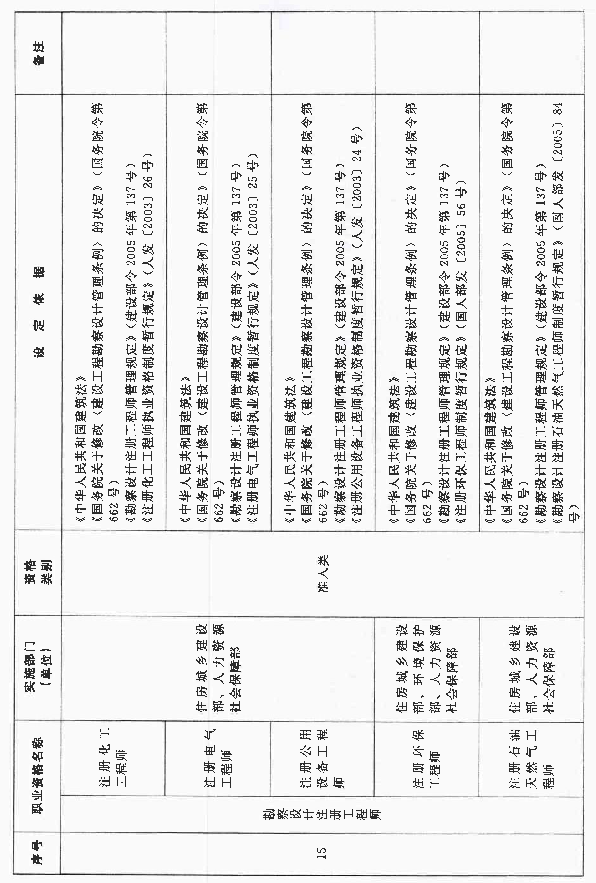 序号
职业资格名称
实施部门
(单位)
资格
类别
设 定 依 据
备注
15
勘察设计注册工程师
注册化工
工程师
住房城乡建设
部、人力资源
社会保障部
准入类
《中华人民共和国建筑法》
《国务院关于修改〈建设工程勘察设计管理条例〉的决定》（国务院令第
662号）
《勘察设计注册工程师管理规定》（建设部令2005年第137号）
《注册化工工程师执业资格制度暂行规定》（人发〔2003〕26号）
注册电气
工程师
《中华人民共和国建筑法》
《国务院关于修改〈建设工程勘察设计管理条例〉的决定》（国务院令第
662号）
《勘察设计注册工程师管理规定》（建设部令2005年第137号）
《注册电气工程师执业资格制度暂行规定》（人发〔2003〕25号）
注册公用
设备工程
师
《中华人民共和国建筑法》
《国务院关于修改〈建设工程勘察设计管理条例〉的决定》（国务院令第
662号）
《勘察设计注册工程师管理规定》（建设部令2005年第137号）
《注册公用设备工程师执业资格制度暂行规定》（人发〔2003〕24号）
注册环保
工程师
住房城乡建设
部、环境保护
部、人力资源
社会保障部
《中华人民共和国建筑法》
《国务院关于修改〈建设工程勘察设计管理条例〉的决定》（国务院令第
662号）
《勘察设计注册工程师管理规定》（建设部令2005年第137号）
《注册环保工程师制度暂行规定》（国人部发〔2005〕56号）
注册石油
天然气工
程师
住房城乡建设
部、人力资源
社会保障部
《中华人民共和国建筑法》
《国务院关于修改〈建设工程勘察设计管理条例〉的决定》（国务院令第
662号）
《勘察设计注册工程师管理规定》（建设部令2005年第137号）
《勘察设计注册石油天然气工程师制度暂行规定》（国人部发〔2005〕84
号）